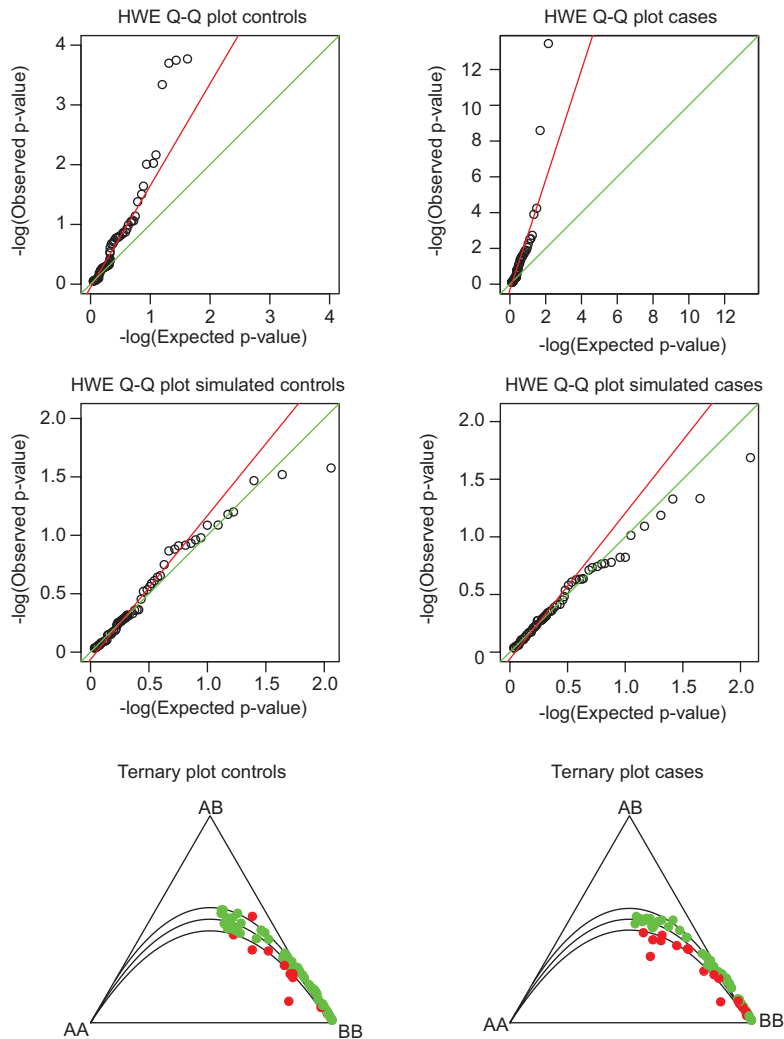 HWE Q-Q plot controls
-log(Observed p-value)
4
3
2
1
0
0 1 2 3 4
-log(Expected p-value)
HWE Q-Q plot cases
-log(Observed p-value)
12
10
8
6
4
2
0
0 2 4 6 8 10 12
-log(Expected p-value)
HWE Q-Q plot simulated controls
-log(Observed p-value)
2.0
1.5
1.0
0.5
0
0 0.5 1.0 1.5 2.0
-log(Expected p-value)
HWE Q-Q plot simulated cases
-log(Observed p-value)
2.0
1.5
1.0
0.5
0
0 0.5 1.0 1.5 2.0
-log(Expected p-value)
Ternary plot controls
AB
AA
BB
Ternary plot cases
AB
AA
BB